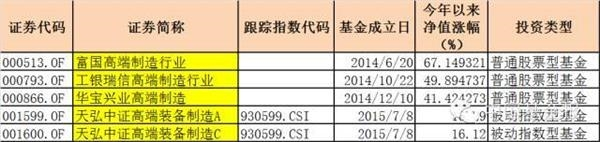 证券代码 证券简称 跟踪指数代码 基金成立日 今年以来净值涨幅(%) 投资类型
000513.OF 富国高端制造行业 2014/6/20 67.149321 普通股票型基金
000793.OF 工银瑞信高端制造行业 2014/10/22 49.894737 普通股票型基金
000866.OF 华宝兴业高端制造 2014/12/10 41.424273 普通股票型基金
001599.OF 天弘中证高端装备制造A 930599.CSI 2015/7/8 .9 被动指数型基金
001600.OF 天弘中证高端装备制造C 930599.CSI 2015/7/8 16.12 被动指数型基金